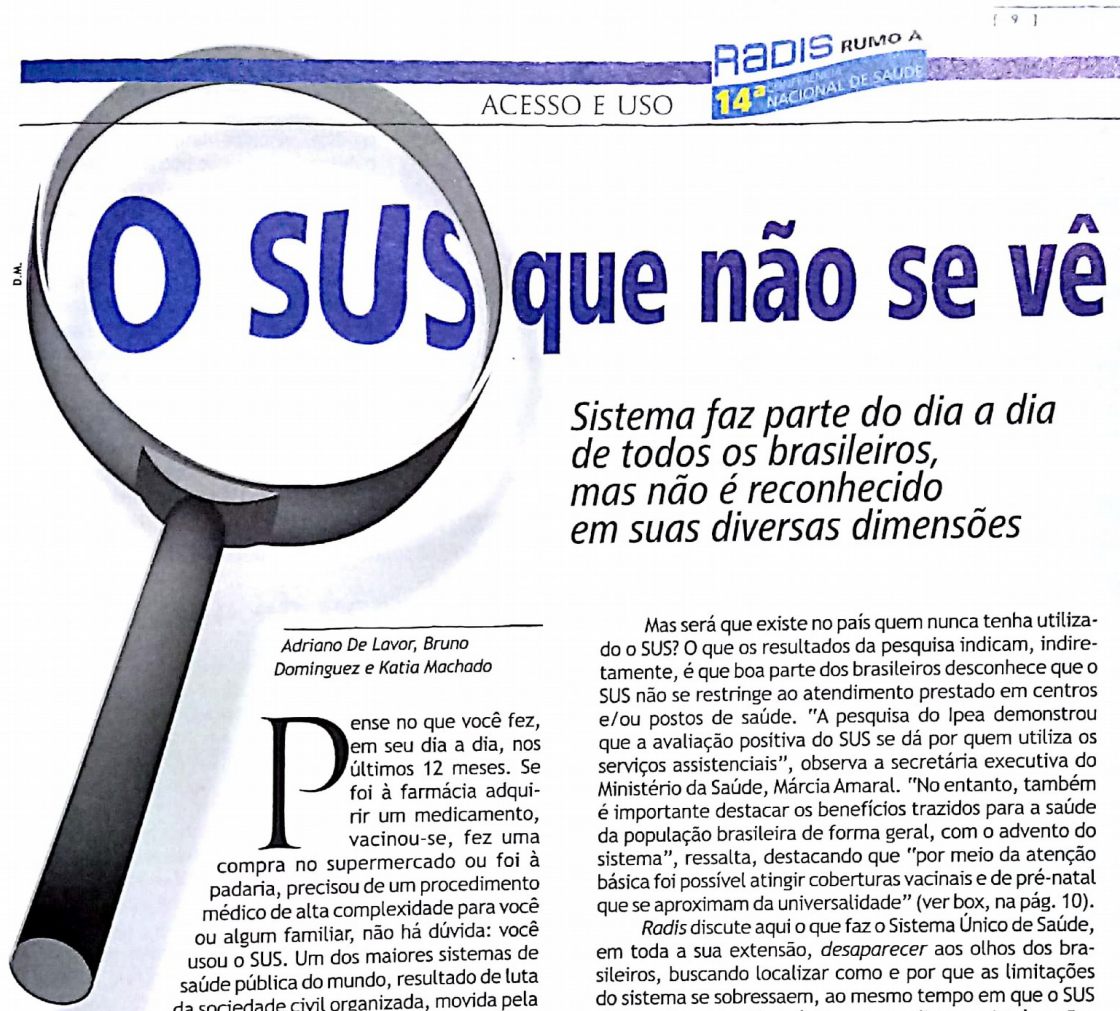 [ 9 ]
RADIS RUMO À
14ª CONFERÊNCIA
NACIONAL DE SAÚDE
ACESSO E USO
O SUS que não se vê
D.M.
Sistema faz parte do dia a dia
de todos os brasileiros,
mas não é reconhecido
em suas diversas dimensões
Adriano De Lavor, Bruno
Dominguez e Katia Machado
Pense no que você fez,
em seu dia a dia, nos
últimos 12 meses. Se
foi à farmácia adqui-
rir um medicamento,
vacinou-se, fez uma
compra no supermercado ou foi à
padaria, precisou de um procedimento
médico de alta complexidade para você
ou algum familiar, não há dúvida: você
usou o SUS. Um dos maiores sistemas de
saúde pública do mundo, resultado de luta
da sociedade civil organizada, movida pela
Mas será que existe no país quem nunca tenha utiliza-
do o SUS? O que os resultados da pesquisa indicam, indire-
tamente, é que boa parte dos brasileiros desconhece que o
SUS não se restringe ao atendimento prestado em centros
e/ou postos de saúde. "A pesquisa do Ipea demonstrou
que a avaliação positiva do SUS se dá por quem utiliza os
serviços assistenciais", observa a secretária executiva do
Ministério da Saúde, Márcia Amaral. "No entanto, também
é importante destacar os benefícios trazidos para a saúde
da população brasileira de forma geral, com o advento do
sistema", ressalta, destacando que "por meio da atenção
básica foi possível atingir coberturas vacinais e de pré-natal
que se aproximam da universalidade" (ver box, na pág. 10).
Radis discute aqui o que faz o Sistema Único de Saúde,
em toda a sua extensão, desaparecer aos olhos dos bra-
sileiros, buscando localizar como e por que as limitações
do sistema se sobressaem, ao mesmo tempo em que o SUS